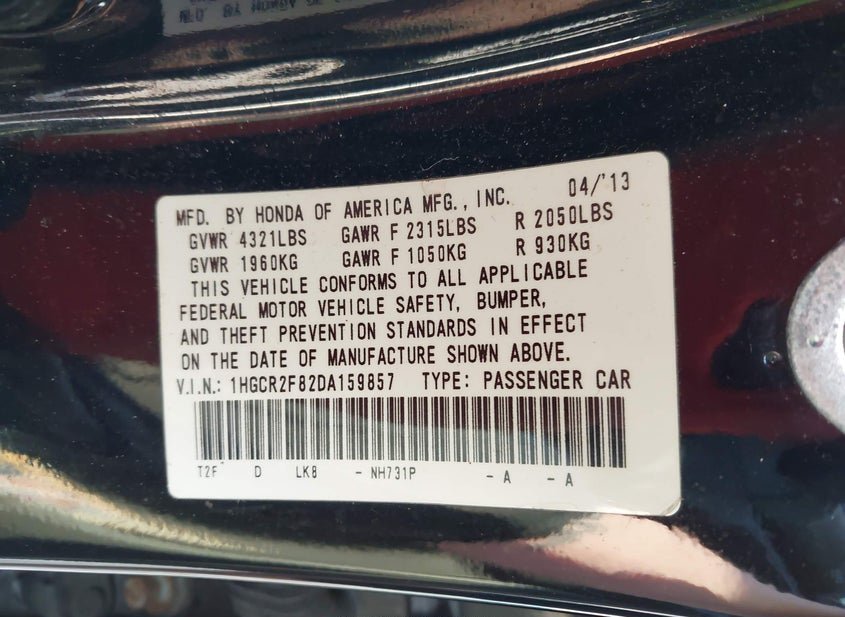 MFD. BY HONDA OF AMERICA MFG., INC. 04/'13
GVWR 4321LBS GAWR F 2315LBS R 2050LBS
GVWR 1960KG GAWR F 1050KG R 930KG
THIS VEHICLE CONFORMS TO ALL APPLICABLE
FEDERAL MOTOR VEHICLE SAFETY, BUMPER,
AND THEFT PREVENTION STANDARDS IN EFFECT
ON THE DATE OF MANUFACTURE SHOWN ABOVE.
V.I.N.: 1HGCR2F82DA159857 TYPE: PASSENGER CAR
T2F D LK8 - NH731P - A - A